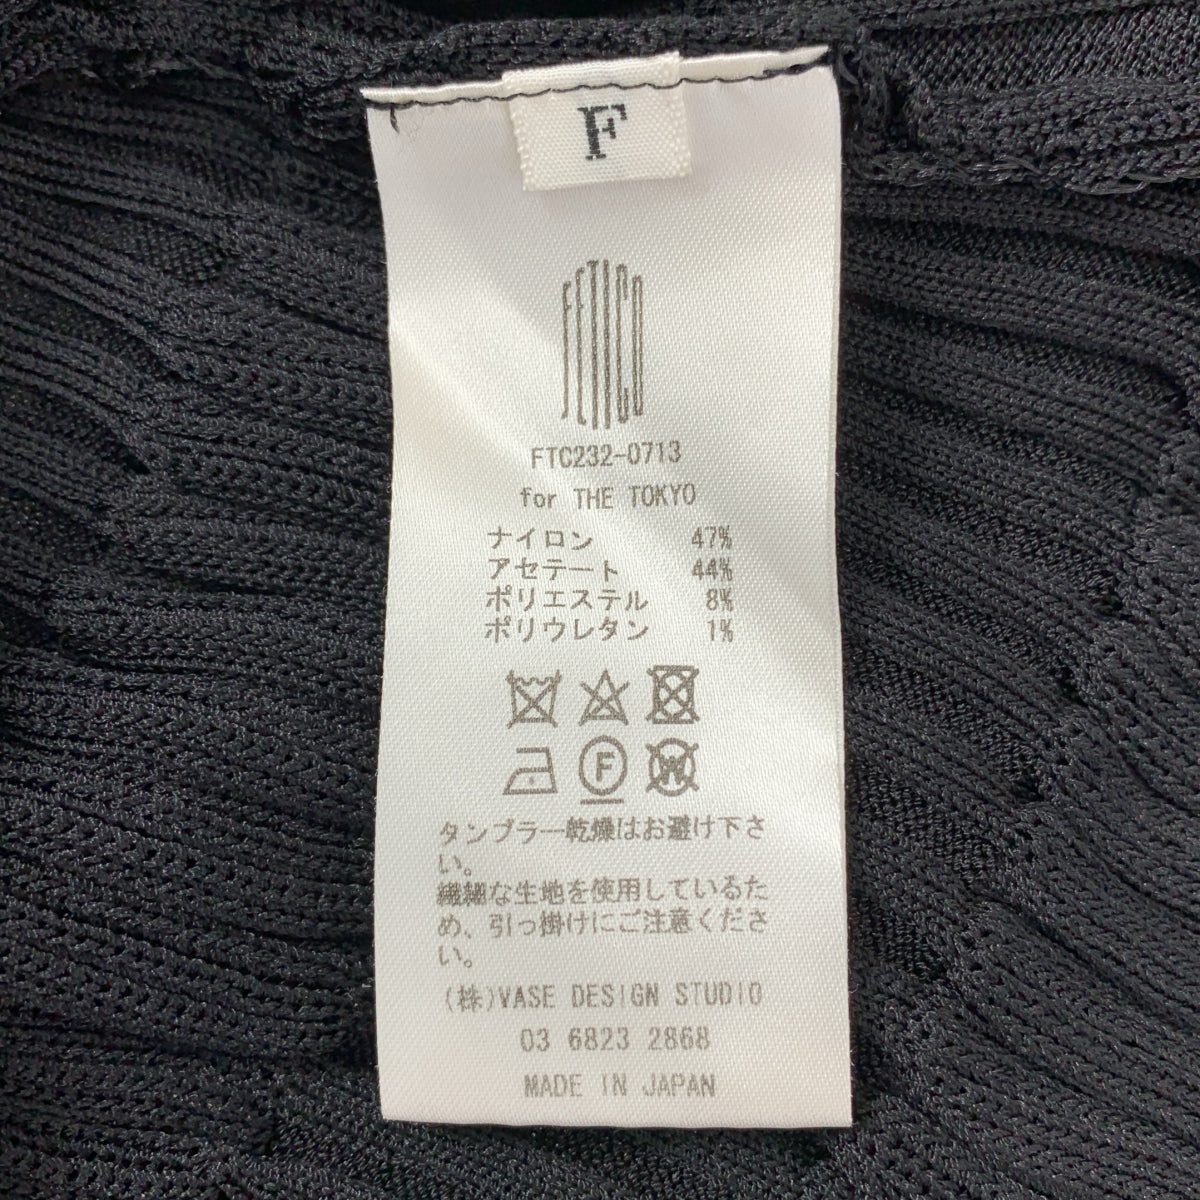 F
FETICO
FTC232-0713
for THE TOKYO
ナイロン 47%
アセテート 44%
ポリエステル 8%
ポリウレタン 1%
F W
タンブラー乾燥はお避け下さ
い。
繊細な生地を使用しているた
め、引っ掛けにご注意くださ
い。
(株)VASE DESIGN STUDIO
03 6823 2868
MADE IN JAPAN